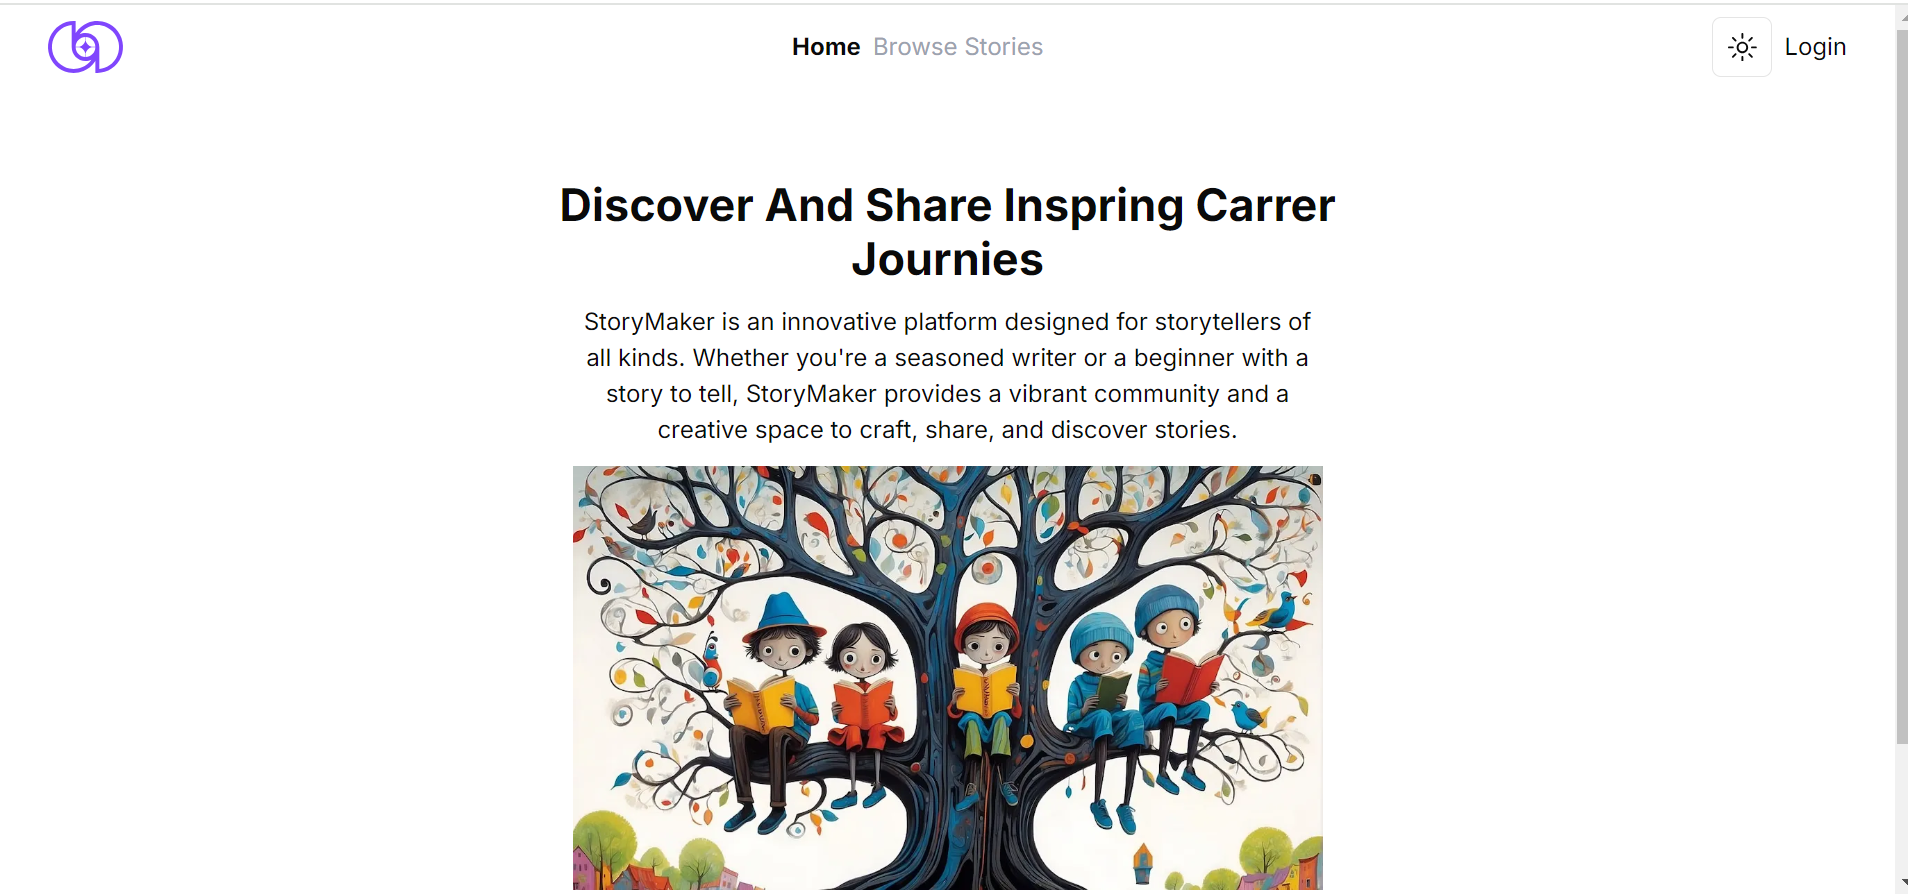 Home Browse Stories
Login
Discover And Share Inspring Carrer
Journies
StoryMaker is an innovative platform designed for storytellers of
all kinds. Whether you're a seasoned writer or a beginner with a
story to tell, StoryMaker provides a vibrant community and a
creative space to craft, share, and discover stories.